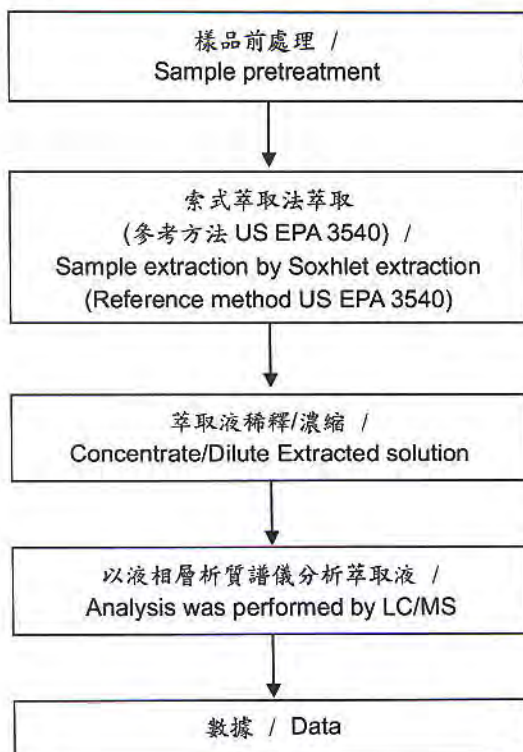 樣品前處理 /
Sample pretreatment
索式萃取法萃取
(參考方法 US EPA 3540) /
Sample extraction by Soxhlet extraction
(Reference method US EPA 3540)
萃取液稀釋/濃縮 /
Concentrate/Dilute Extracted solution
以液相層析質譜儀分析萃取液 /
Analysis was performed by LC/MS
數據 / Data